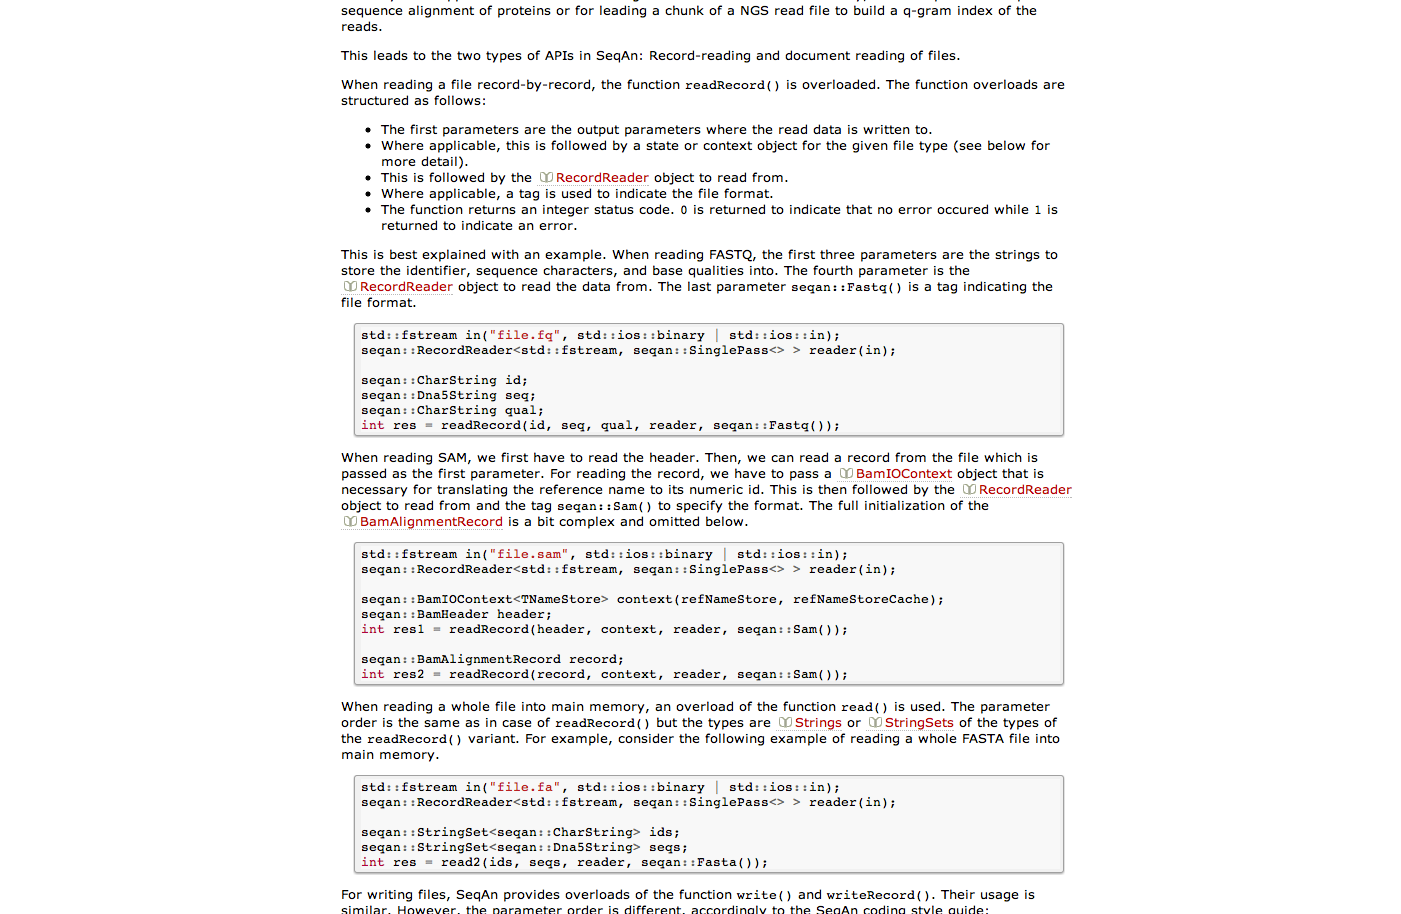 sequence alignment of proteins or for leading a chunk of a NGS read file to build a q-gram index of the
reads.
This leads to the two types of APIs in SeqAn: Record-reading and document reading of files.
When reading a file record-by-record, the function readRecord() is overloaded. The function overloads are
structured as follows:
• The first parameters are the output parameters where the read data is written to.
• Where applicable, this is followed by a state or context object for the given file type (see below for
more detail).
• This is followed by the RecordReader object to read from.
• Where applicable, a tag is used to indicate the file format.
• The function returns an integer status code. 0 is returned to indicate that no error occured while 1 is
returned to indicate an error.
This is best explained with an example. When reading FASTQ, the first three parameters are the strings to
store the identifier, sequence characters, and base qualities into. The fourth parameter is the
RecordReader object to read the data from. The last parameter seqan::Fastq() is a tag indicating the
file format.
std::fstream in("file.fq", std::ios::binary | std::ios::in);
seqan::RecordReader<std::fstream, seqan::SinglePass<> > reader(in);
seqan::CharString id;
seqan::Dna5String seq;
seqan::CharString qual;
int res = readRecord(id, seq, qual, reader, seqan::Fastq());
When reading SAM, we first have to read the header. Then, we can read a record from the file which is
passed as the first parameter. For reading the record, we have to pass a BamIOContext object that is
necessary for translating the reference name to its numeric id. This is then followed by the RecordReader
object to read from and the tag seqan::Sam() to specify the format. The full initialization of the
BamAlignmentRecord is a bit complex and omitted below.
std::fstream in("file.sam", std::ios::binary | std::ios::in);
seqan::RecordReader<std::fstream, seqan::SinglePass<> > reader(in);
seqan::BamIOContext<TNameStore> context(refNameStore, refNameStoreCache);
seqan::BamHeader header;
int res1 = readRecord(header, context, reader, seqan::Sam());
seqan::BamAlignmentRecord record;
int res2 = readRecord(record, context, reader, seqan::Sam());
When reading a whole file into main memory, an overload of the function read() is used. The parameter
order is the same as in case of readRecord() but the types are Strings or StringSets of the types of
the readRecord() variant. For example, consider the following example of reading a whole FASTA file into
main memory.
std::fstream in("file.fa", std::ios::binary | std::ios::in);
seqan::RecordReader<std::fstream, seqan::SinglePass<> > reader(in);
seqan::StringSet<seqan::CharString> ids;
seqan::StringSet<seqan::Dna5String> seqs;
int res = read2(ids, seqs, reader, seqan::Fasta());
For writing files, SeqAn provides overloads of the function write() and writeRecord(). Their usage is
similar. However, the parameter order is different, accordingly to the SeqAn coding style guide: